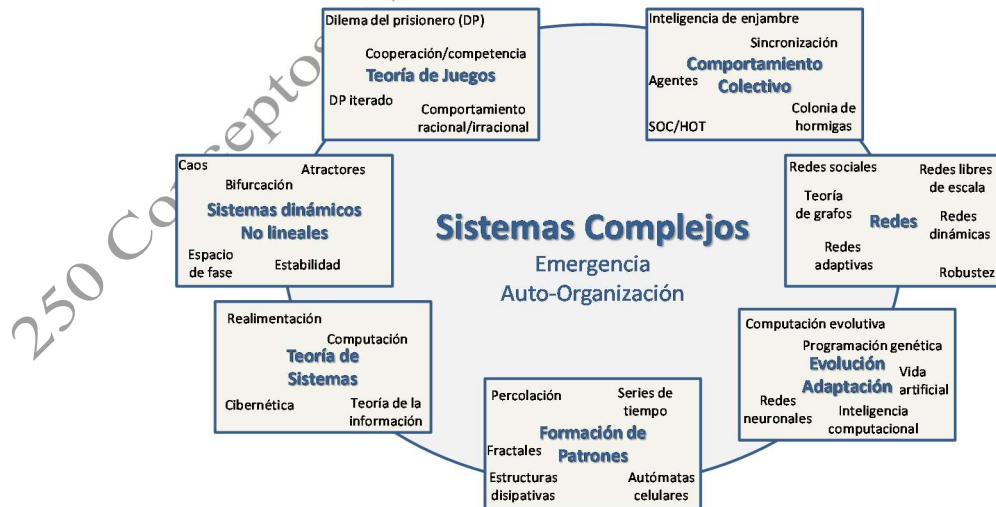 Dilema del prisionero (DP)
Cooperación/competencia
Teoría de Juegos
DP iterado
Comportamiento
racional/irracional
Inteligencia de enjambre
Sincronización
Comportamiento
Colectivo
Agentes
SOC/HOT
Colonia de
hormigas
Caos
Atractores
Bifurcación
Sistemas dinámicos
No lineales
Espacio
de fase
Estabilidad
Sistemas Complejos
Emergencia
Auto-Organización
Redes sociales
Redes libres
de escala
Teoría
de grafos
Redes
Redes
dinámicas
Redes
adaptivas
Robustez
Realimentación
Computación
Teoría de
Sistemas
Cibernética
Teoría de la
información
Percolación
Series de
tiempo
Formación de
Patrones
Fractales
Estructuras
disipativas
Autómatas
celulares
Computación evolutiva
Programación genética
Evolución
Adaptación
Vida
artificial
Redes
neuronales
Inteligencia
computacional
250 Conceptos